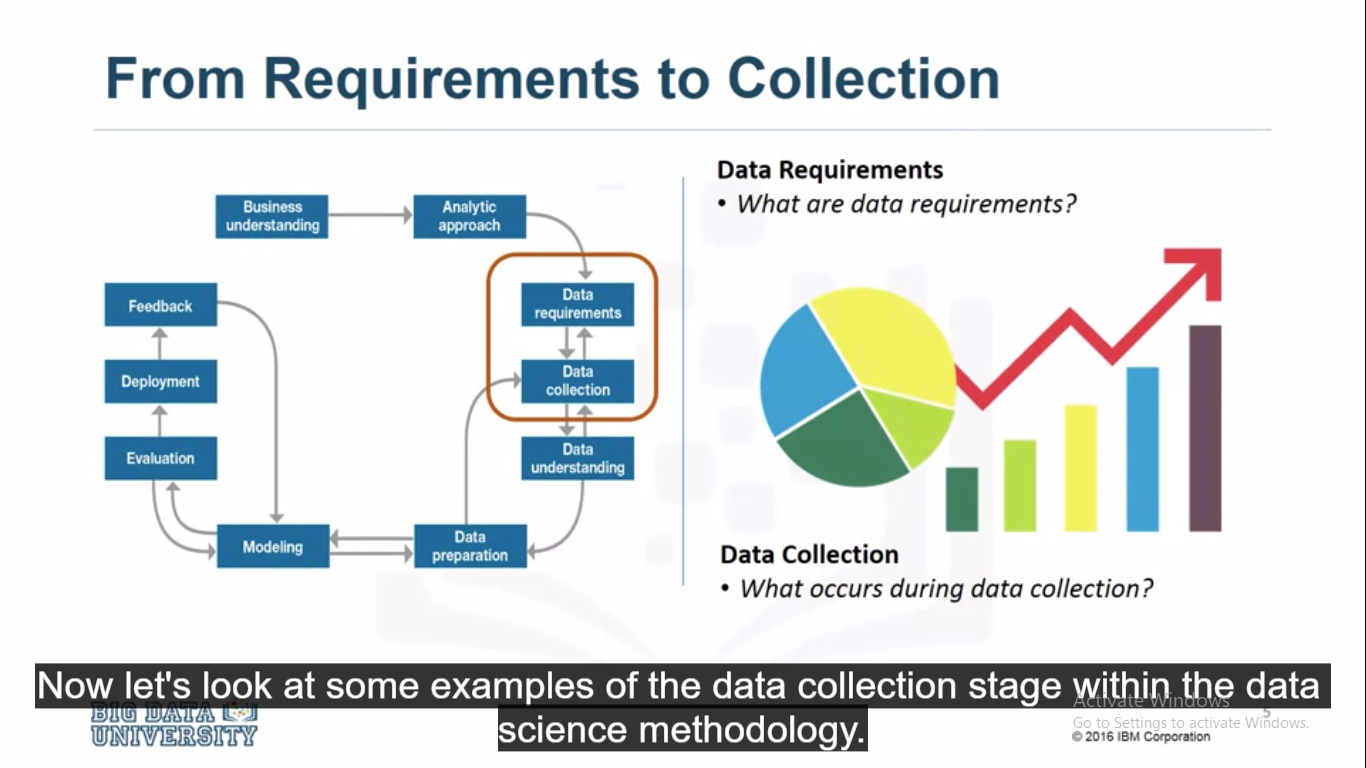 From Requirements to Collection
Business
understanding
Analytic
approach
Feedback
Data
requirements
Deployment
Data
collection
Evaluation
Data
understanding
Modeling
Data
preparation
Data Requirements
• What are data requirements?
Data Collection
• What occurs during data collection?
Now let's look at some examples of the data collection stage within the data
science methodology.
BIG DATA
UNIVERSITY
Activate Windows
5
Go to Settings to activate Windows.
© 2016 IBM Corporation